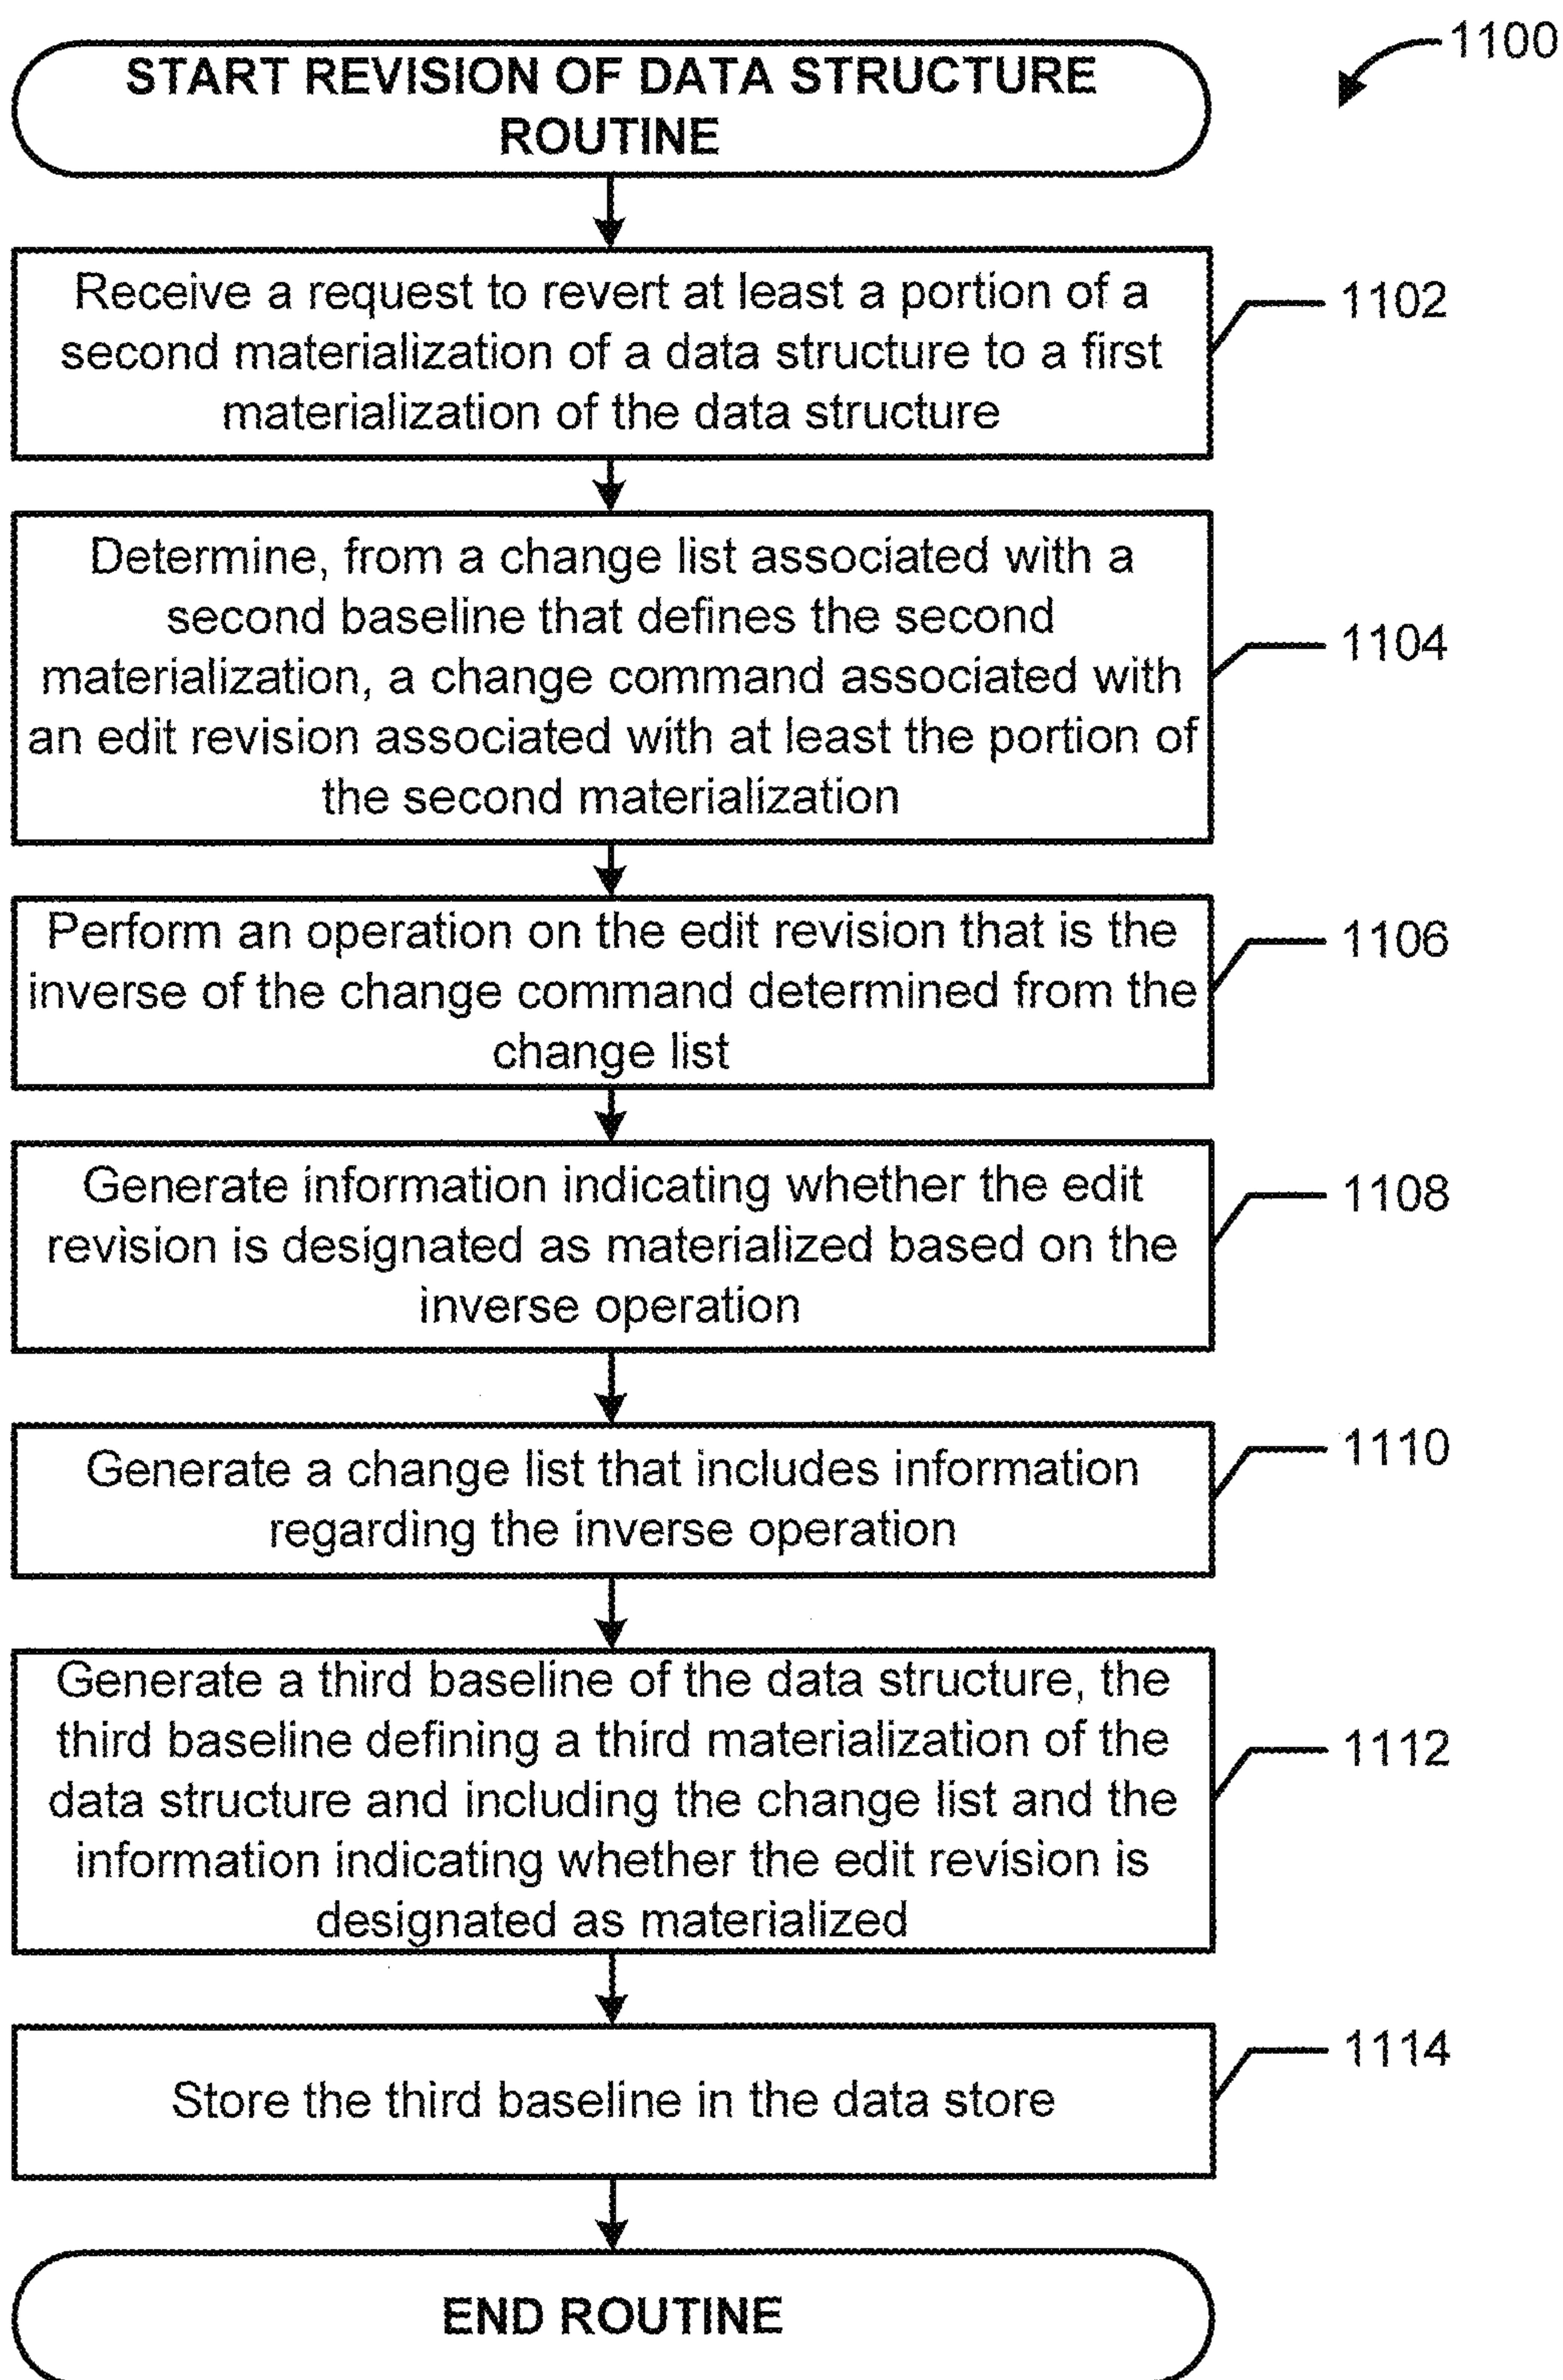 1100
START REVISION OF DATA STRUCTURE
ROUTINE
Receive a request to revert at least a portion of a
second materialization of a data structure to a first
materialization of the data structure
1102
Determine, from a change list associated with a
second baseline that defines the second
materialization, a change command associated with
an edit revision associated with at least the portion of
the second materialization
1104
Perform an operation on the edit revision that is the
inverse of the change command determined from the
change list
1106
Generate information indicating whether the edit
revision is designated as materialized based on the
inverse operation
1108
Generate a change list that includes information
regarding the inverse operation
1110
Generate a third baseline of the data structure, the
third baseline defining a third materialization of the
data structure and including the change list and the
information indicating whether the edit revision is
designated as materialized
1112
Store the third baseline in the data store
1114
END ROUTINE